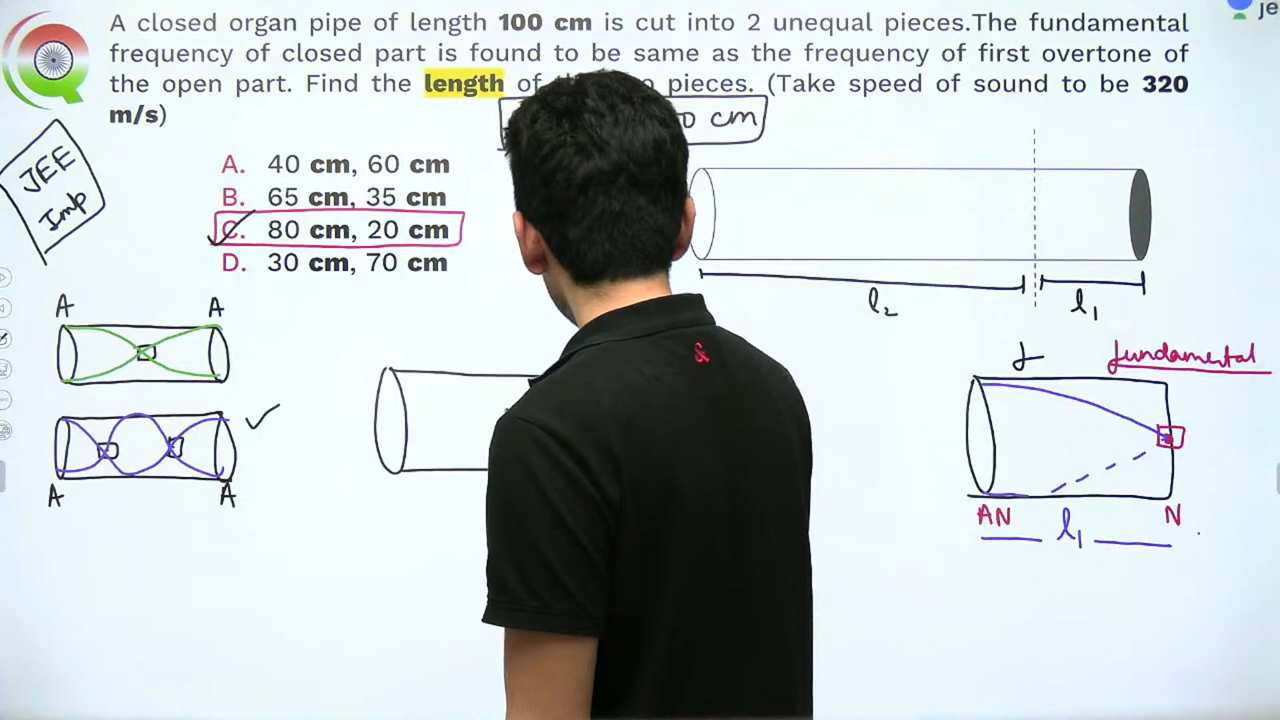 A closed organ pipe of length 100 cm is cut into 2 unequal pieces.The fundamental
frequency of closed part is found to be same as the frequency of first overtone of
the open part. Find the length of pieces. (Take speed of sound to be 320
m/s)
cm
JEE
Imp
A. 40 cm, 60 cm
B. 65 cm, 35 cm
C. 80 cm, 20 cm
D. 30 cm, 70 cm
l₂
l₁
A A
A A
&
f fundamental
AN N
l₁
je